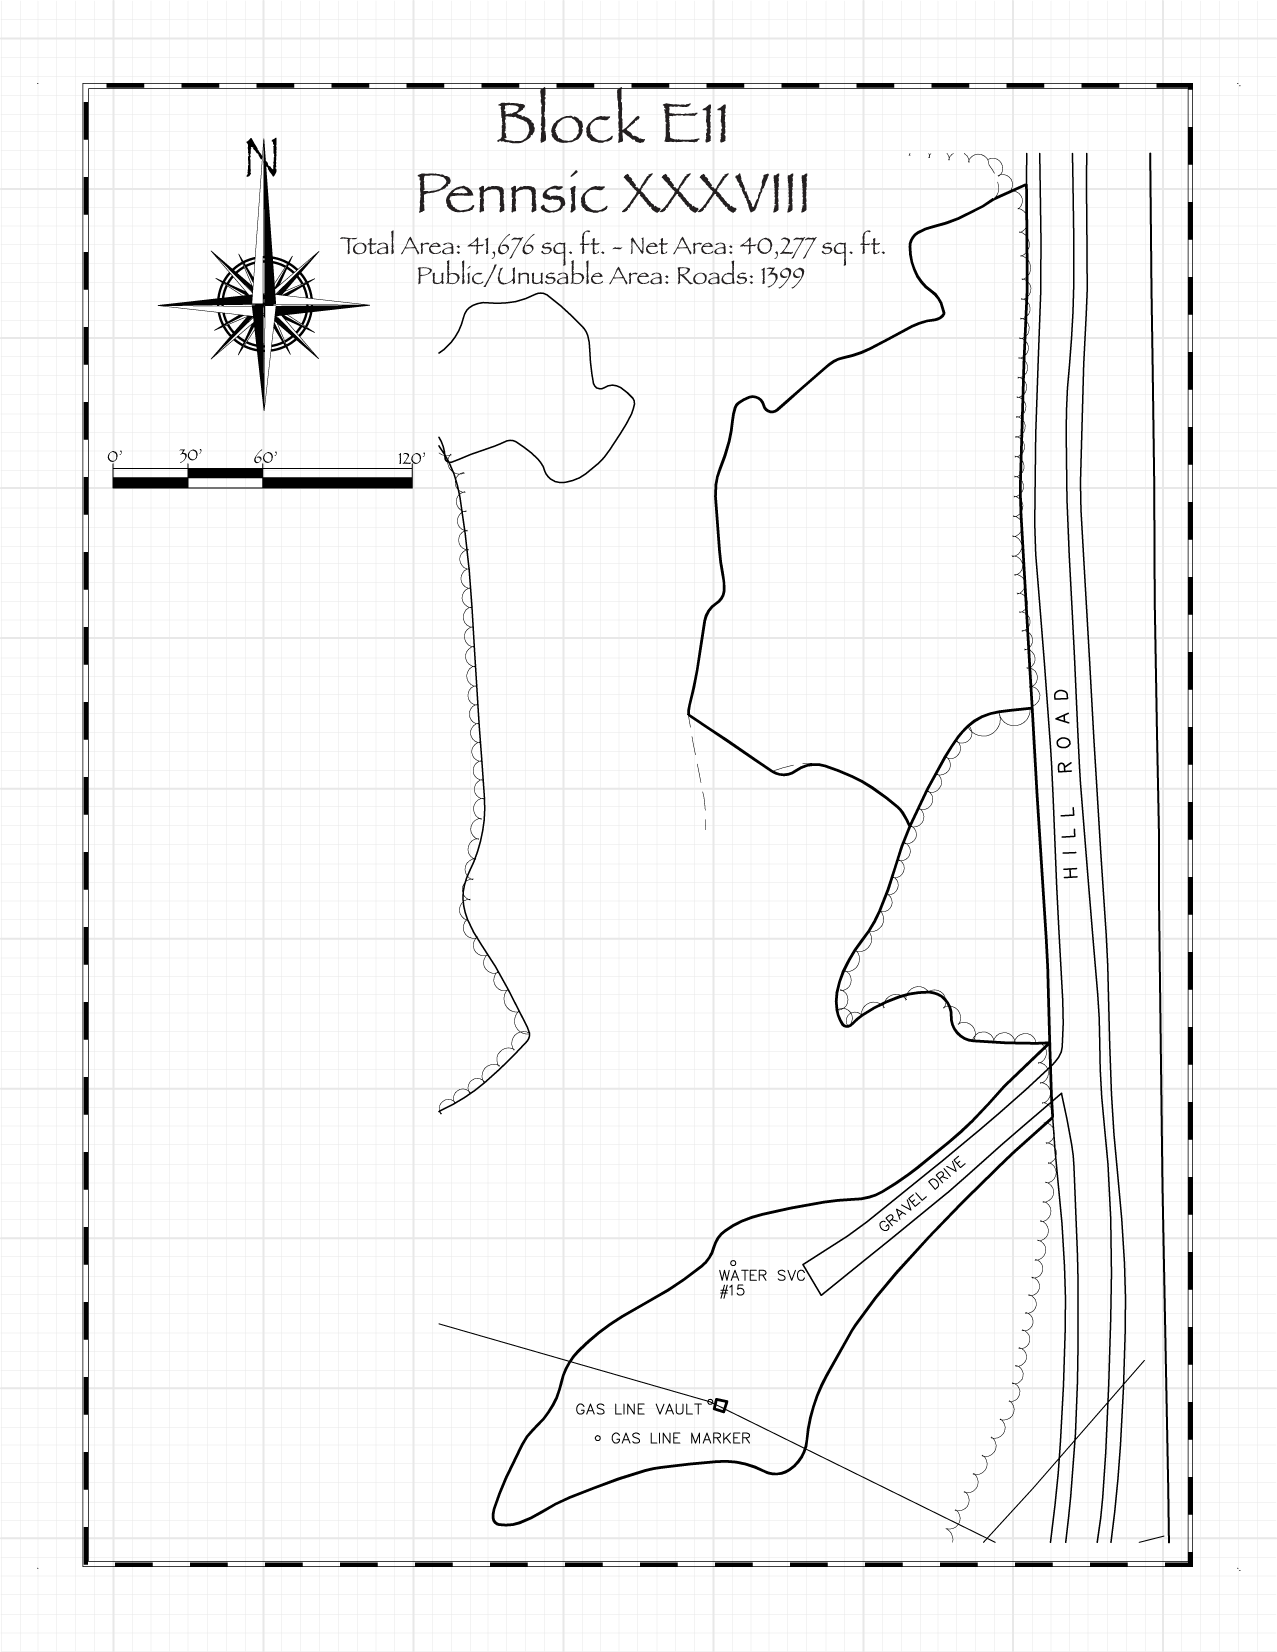 Block E11
N
Pennsic XXXVIII
Total Area: 41,676 sq. ft. - Net Area: 40,277 sq. ft.
Public/Unusable Area: Roads: 1399
0' 30' 60' 120'
HILL ROAD
GRAVEL DRIVE
WATER SVC
#15
GAS LINE VAULT
GAS LINE MARKER